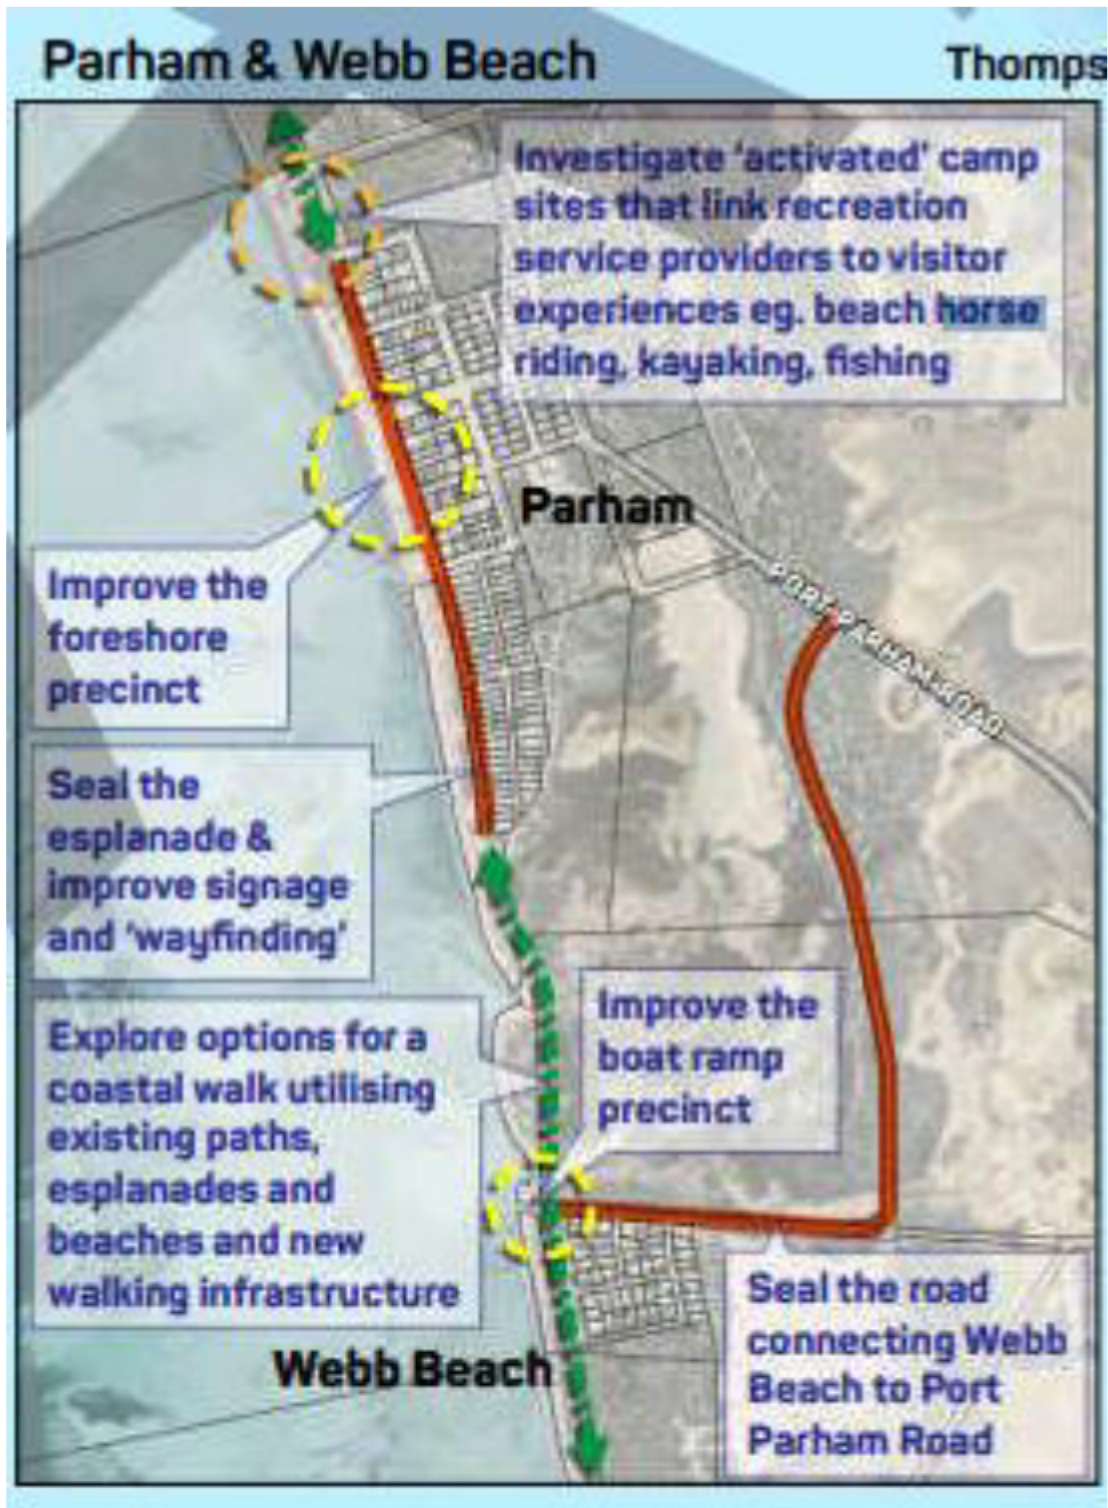 Parham & Webb Beach
Thomps
Investigate 'activated' camp
sites that link recreation
service providers to visitor
experiences eg. beach horse
riding, kayaking, fishing
Parham
PORT PARHAM ROAD
Improve the
foreshore
precinct
Seal the
esplanade &
improve signage
and 'wayfinding'
Improve the
boat ramp
precinct
Explore options for a
coastal walk utilising
existing paths,
esplanades and
beaches and new
walking infrastructure
Webb Beach
Seal the road
connecting Webb
Beach to Port
Parham Road